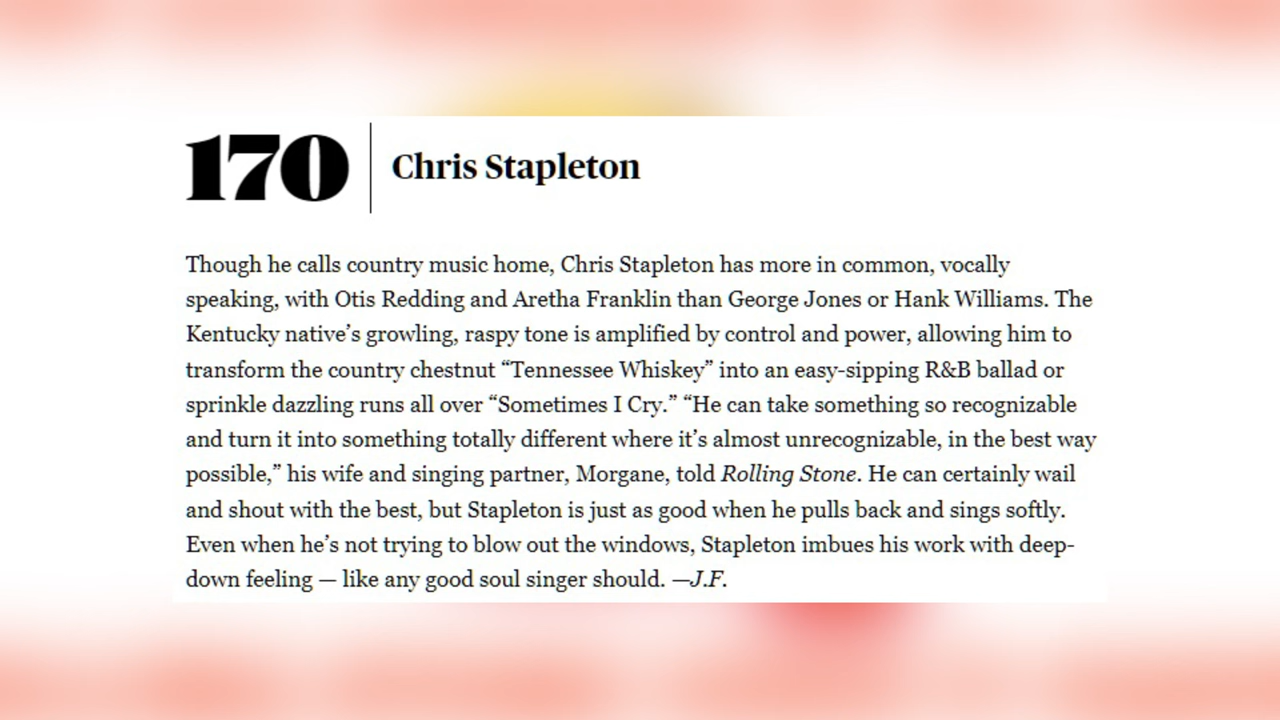 170
Chris Stapleton
Though he calls country music home, Chris Stapleton has more in common, vocally
speaking, with Otis Redding and Aretha Franklin than George Jones or Hank Williams. The
Kentucky native’s growling, raspy tone is amplified by control and power, allowing him to
transform the country chestnut “Tennessee Whiskey” into an easy-sipping R&B ballad or
sprinkle dazzling runs all over “Sometimes I Cry.” “He can take something so recognizable
and turn it into something totally different where it’s almost unrecognizable, in the best way
possible,” his wife and singing partner, Morgane, told Rolling Stone. He can certainly wail
and shout with the best, but Stapleton is just as good when he pulls back and sings softly.
Even when he’s not trying to blow out the windows, Stapleton imbues his work with deep-
down feeling — like any good soul singer should. —J.F.